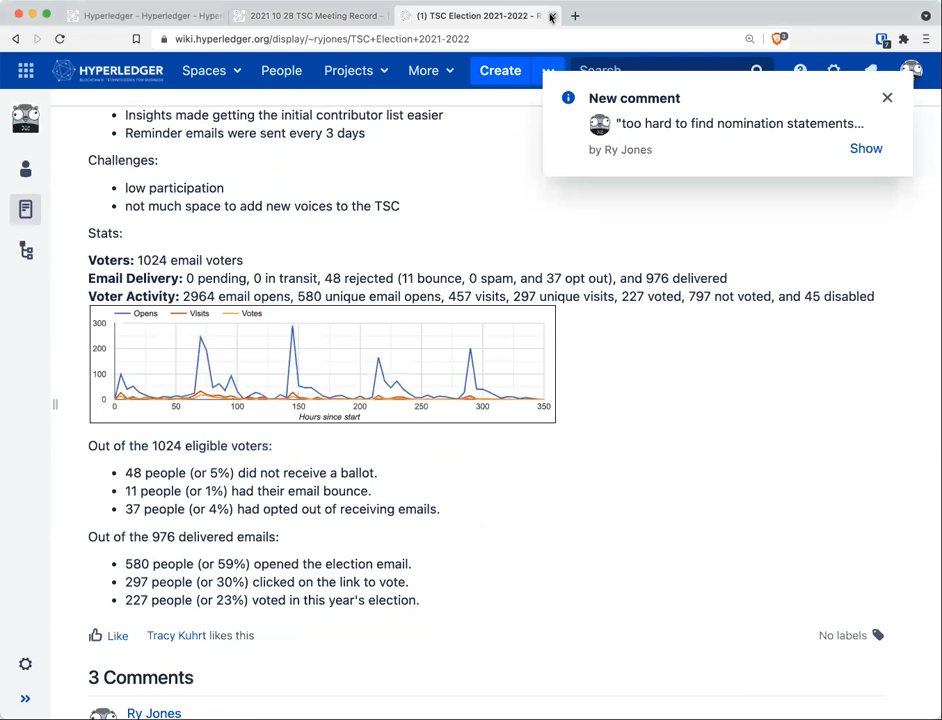 Hyperledger - Hyperledger - Hyper
2021 10 28 TSC Meeting Record -
(1) TSC Election 2021-2022 - R
wiki.hyperledger.org/display/~ryjones/TSC+Election+2021-2022
3
7
HYPERLEDGER
Spaces
People
Projects
More
Create
Search
New comment
"too hard to find nomination statements...
by Ry Jones
Show
Insights made getting the initial contributor list easier
Reminder emails were sent every 3 days
Challenges:
low participation
not much space to add new voices to the TSC
Stats:
Voters: 1024 email voters
Email Delivery: 0 pending, 0 in transit, 48 rejected (11 bounce, 0 spam, and 37 opt out), and 976 delivered
Voter Activity: 2964 email opens, 580 unique email opens, 457 visits, 297 unique visits, 227 voted, 797 not voted, and 45 disabled
Opens Visits Votes
300
200
100
0
0 50 100 150 200 250 300 350
Hours since start
Out of the 1024 eligible voters:
48 people (or 5%) did not receive a ballot.
11 people (or 1%) had their email bounce.
37 people (or 4%) had opted out of receiving emails.
Out of the 976 delivered emails:
580 people (or 59%) opened the election email.
297 people (or 30%) clicked on the link to vote.
227 people (or 23%) voted in this year's election.
Like
Tracy Kuhrt likes this
No labels
3 Comments
Ry Jones